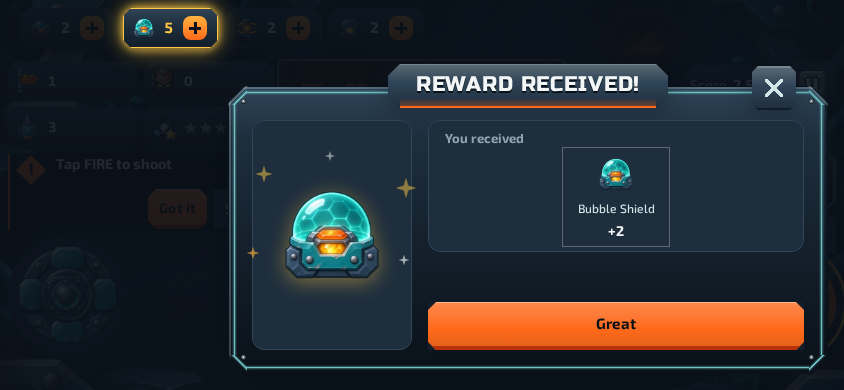 2
5
2
2
REWARD RECEIVED!
1
0
3
You received
Tap FIRE to shoot
Bubble Shield
+2
Got it
Great